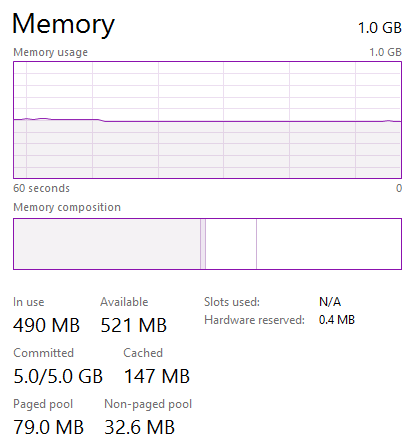 Memory 1.0 GB
Memory usage 1.0 GB
60 seconds 0
Memory composition
In use Available Slots used: N/A
490 MB 521 MB Hardware reserved: 0.4 MB
Committed Cached
5.0/5.0 GB 147 MB
Paged pool Non-paged pool
79.0 MB 32.6 MB